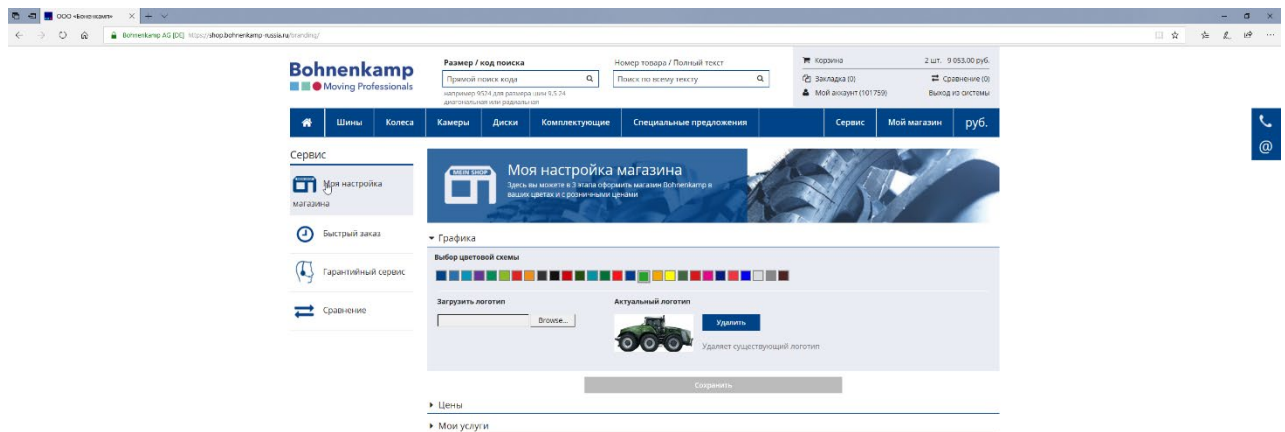 ООО «Боненкамп»
Bohnenkamp AG [DE] https://shop.bohnenkamp-russia.ru/branding/
Bohnenkamp
Moving Professionals
Размер / код поиска
Прямой поиск кода
например 9524 для размера шин 9,5 24
диагональная или радиальная
Номер товара / Полный текст
Поиск по всему тексту
Корзина 2 шт. 9 053.00 руб.
Закладка (0) Сравнение (0)
Мой аккаунт (101759) Выход из системы
Шины Колеса Камеры Диски Комплектующие Специальные предложения Сервис Мой магазин руб.
Сервис
Моя настройка
магазина
Быстрый заказ
Гарантийный сервис
Сравнение
MEIN SHOP
Моя настройка магазина
Здесь вы можете в 3 этапа оформить магазин Bohnenkamp в
ваших цветах и с розничными ценами
Графика
Выбор цветовой схемы
Загрузить логотип
Browse...
Актуальный логотип
Удалить
Удаляет существующий логотип
Сохранить
Цены
Мои услуги